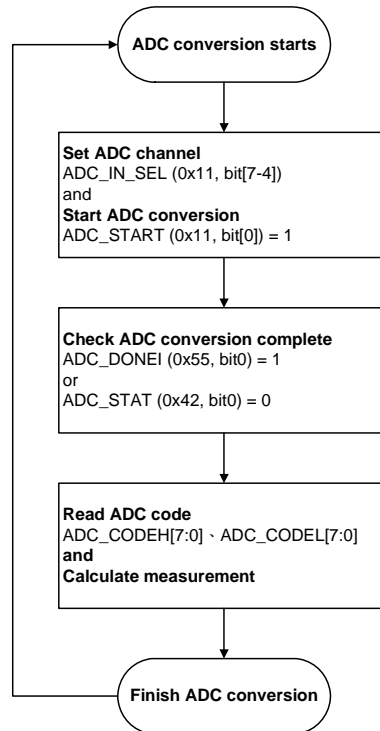 ADC conversion starts
Set ADC channel
ADC_IN_SEL (0x11, bit[7-4])
and
Start ADC conversion
ADC_START (0x11, bit[0]) = 1
Check ADC conversion complete
ADC_DONEI (0x55, bit0) = 1
or
ADC_STAT (0x42, bit0) = 0
Read ADC code
ADC_CODEH[7:0]、ADC_CODEL[7:0]
and
Calculate measurement
Finish ADC conversion